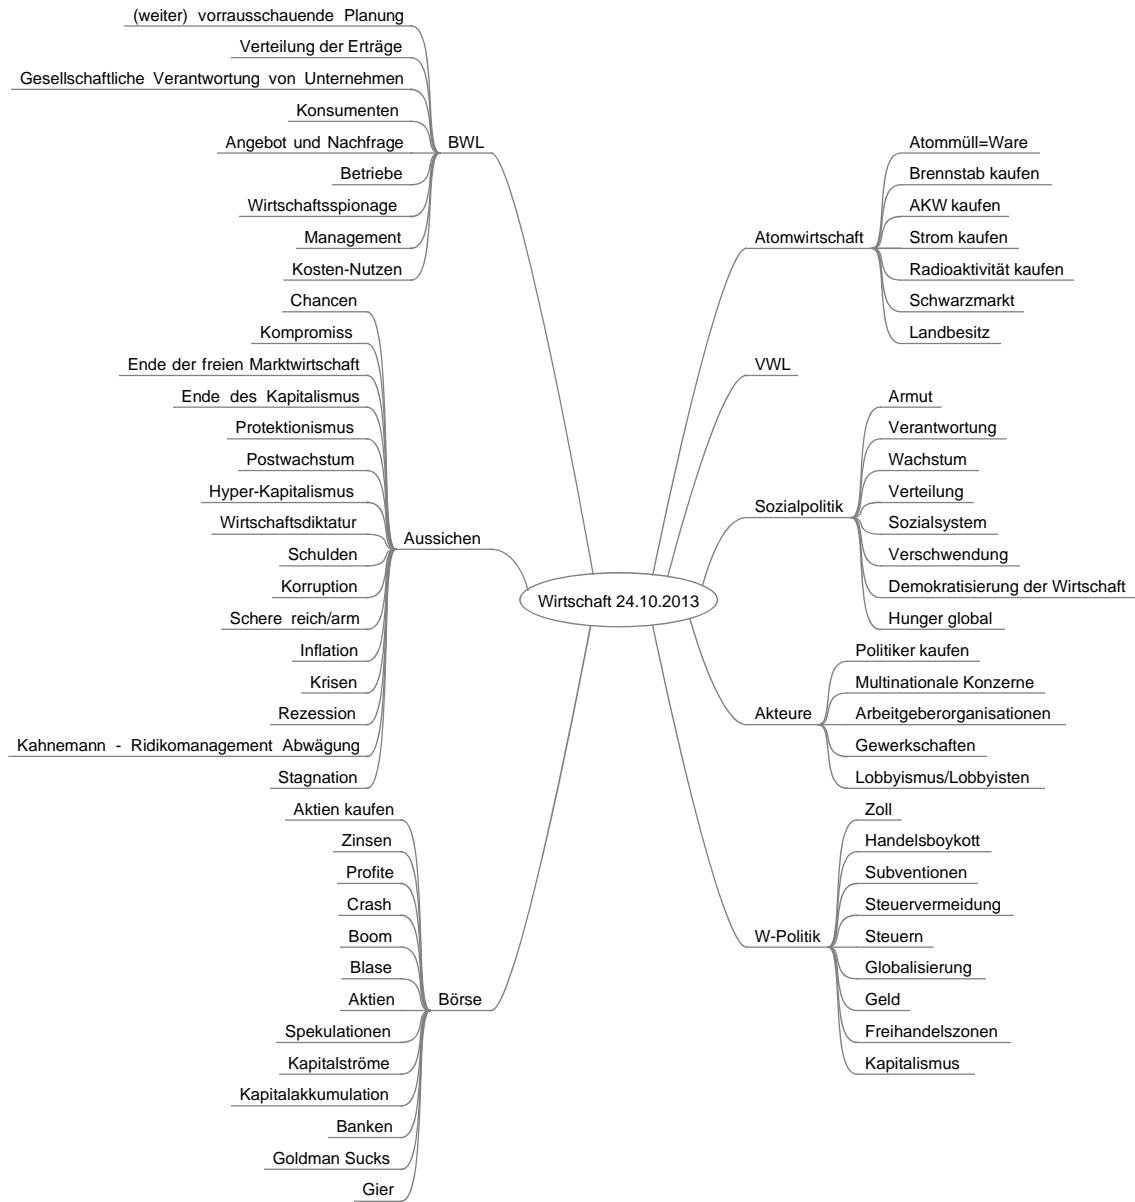 (weiter) vorrausschauende Planung
Verteilung der Erträge
Gesellschaftliche Verantwortung von Unternehmen
Konsumenten
Angebot und Nachfrage
Betriebe
Wirtschaftsspionage
Management
Kosten-Nutzen
BWL
Chancen
Kompromiss
Ende der freien Marktwirtschaft
Ende des Kapitalismus
Protektionismus
Postwachstum
Hyper-Kapitalismus
Wirtschaftsdiktatur
Schulden
Korruption
Schere reich/arm
Inflation
Krisen
Rezession
Kahnemann - Ridikomanagement Abwägung
Stagnation
Aussichen
Aktien kaufen
Zinsen
Profite
Crash
Boom
Blase
Aktien
Spekulationen
Kapitalströme
Kapitalakkumulation
Banken
Goldman Sucks
Gier
Börse
Wirtschaft 24.10.2013
Atomwirtschaft
Atommüll=Ware
Brennstab kaufen
AKW kaufen
Strom kaufen
Radioaktivität kaufen
Schwarzmarkt
Landbesitz
VWL
Sozialpolitik
Armut
Verantwortung
Wachstum
Verteilung
Sozialsystem
Verschwendung
Demokratisierung der Wirtschaft
Hunger global
Akteure
Politiker kaufen
Multinationale Konzerne
Arbeitgeberorganisationen
Gewerkschaften
Lobbyismus/Lobbyisten
W-Politik
Zoll
Handelsboykott
Subventionen
Steuervermeidung
Steuern
Globalisierung
Geld
Freihandelszonen
Kapitalismus